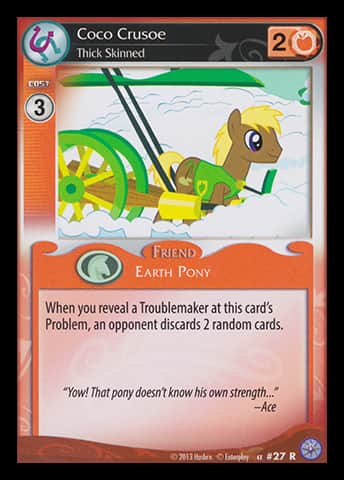 Coco Crusoe
Thick Skinned
2
COST
3
FRIEND
EARTH PONY
When you reveal a Troublemaker at this card's
Problem, an opponent discards 2 random cards.
"Yow! That pony doesn't know his own strength..."
–Ace
© 2013 Hasbro. © Enterplay α #27 R